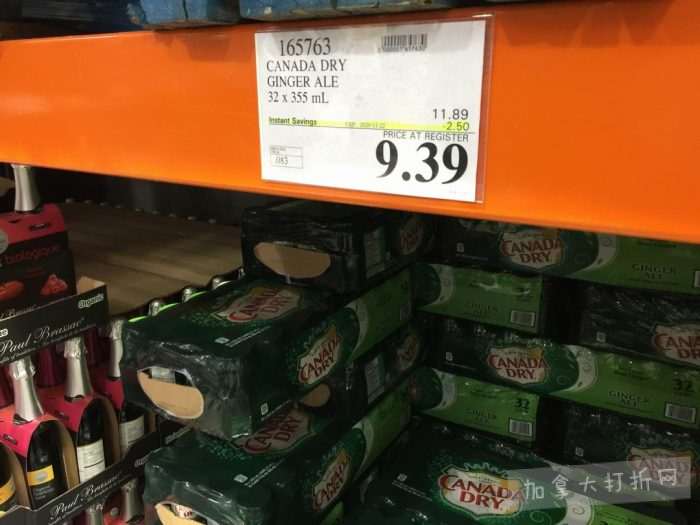 165763
CANADA DRY
GINGER ALE
32 x 355 mL
11.89
Instant Savings
-2.50
PRICE AT REGISTER
9.39
biologique
organic
Paul Brassac
CANADA
DRY
CANADA
DRY
GINGER
ALE
CANADA
DRY
GINGER
ALE
32
32
CANADA
DRY
CANADA
DRY
CANADA
DRY
加拿大打折网